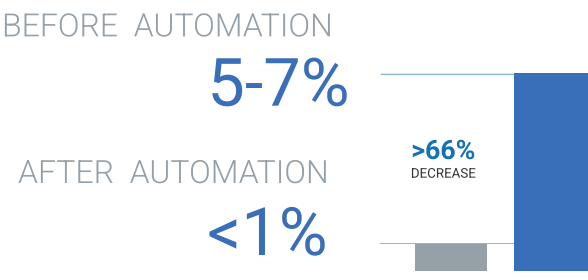 BEFORE AUTOMATION
5-7%
>66%
DECREASE
AFTER AUTOMATION
<1%